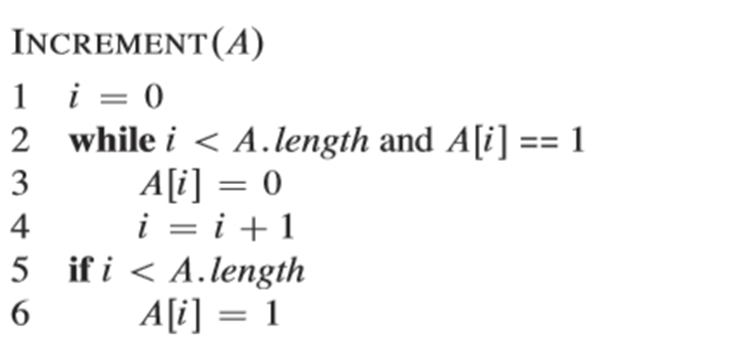 INCREMENT(A)
1 i = 0
2 while i < A.length and A[i] == 1
3 A[i] = 0
4 i = i + 1
5 if i < A.length
6 A[i] = 1